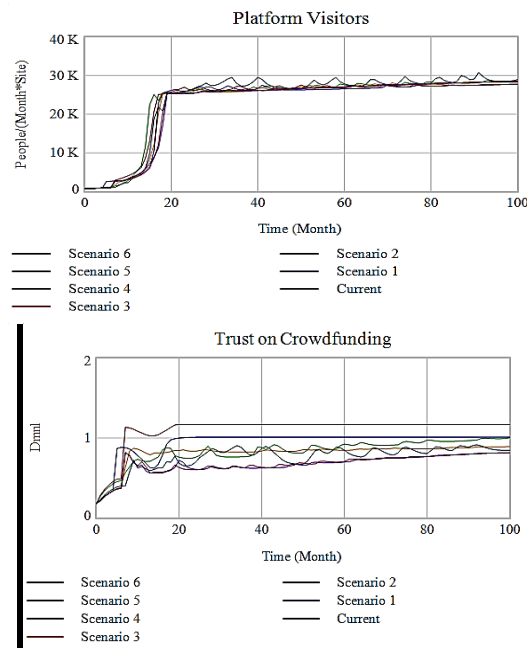 Platform Visitors
40 K
30 K
20 K
10 K
0
People/(Month*Site)
0 20 40 60 80 100
Time (Month)
Scenario 6 Scenario 2
Scenario 5 Scenario 1
Scenario 4 Current
Scenario 3
Trust on Crowdfunding
2
1
0
Dmnl
0 20 40 60 80 100
Time (Month)
Scenario 6 Scenario 2
Scenario 5 Scenario 1
Scenario 4 Current
Scenario 3